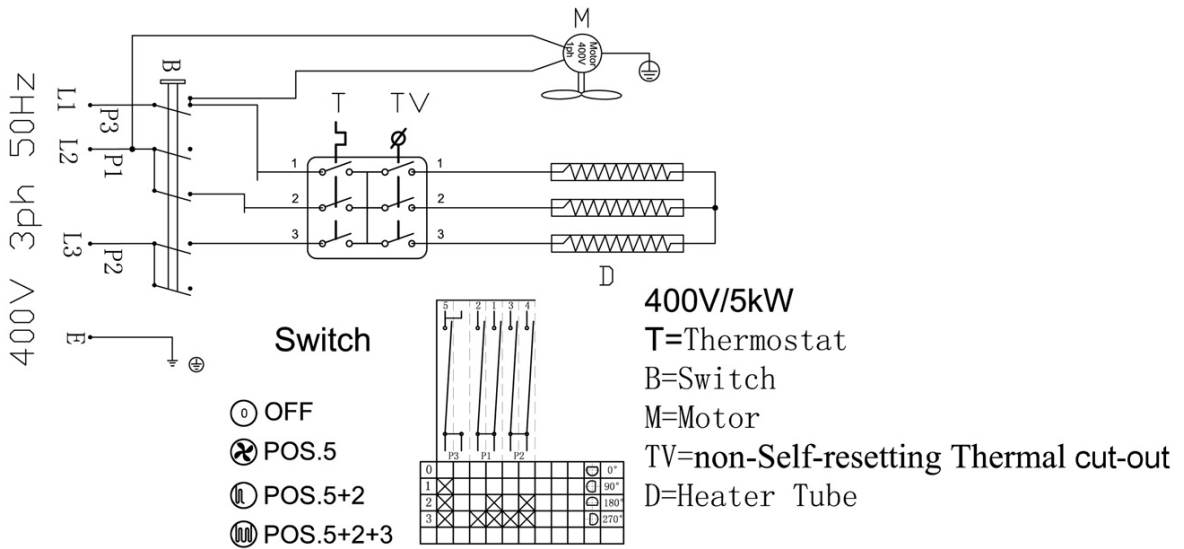 M
Motor
400V
1ph
B
T TV
400V 3ph 50Hz
L1
P3
L2
P1
L3
P2
E
1 1
2 2
3 3
D
400V/5kW
T=Thermostat
B=Switch
M=Motor
TV=non-Self-resetting Thermal cut-out
D=Heater Tube
Switch
0 OFF
POS.5
POS.5+2
POS.5+2+3
5 2 1 3 4
P3 P1 P2
0 0°
1 90°
2 180°
3 270°